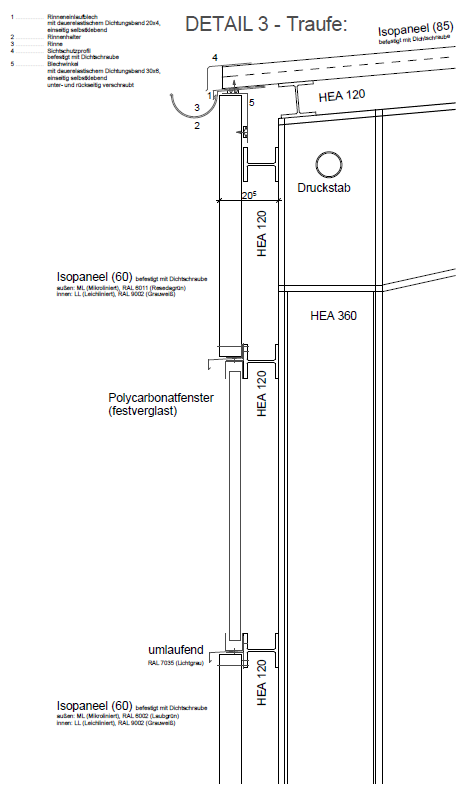 DETAIL 3 - Traufe:
1 Rinneneinlaufblech
mit dauerelastischem Dichtungsband 20x4,
einseitig selbstklebend
2 Rinnenhalter
3 Rinne
4 Sichtschutzprofil
befestigt mit Dichtschraube
5 Blechwinkel
mit dauerelastischem Dichtungsband 30x8,
einseitig selbstklebend
unter- und rückseitig verschraubt
Isopaneel (85)
befestigt mit Dichtschraube
4
1
3
2
5
HEA 120
Druckstab
20⁵
HEA 120
Isopaneel (60) befestigt mit Dichtschraube
außen: ML (Mikroliniert), RAL 6011 (Resedagrün)
innen: LL (Leichliniert), RAL 9002 (Grauweiß)
HEA 360
Polycarbonatfenster
(festverglast)
HEA 120
umlaufend
RAL 7035 (Lichtgrau)
HEA 120
Isopaneel (60) befestigt mit Dichtschraube
außen: ML (Mikroliniert), RAL 6002 (Laubgrün)
innen: LL (Leichliniert), RAL 9002 (Grauweiß)